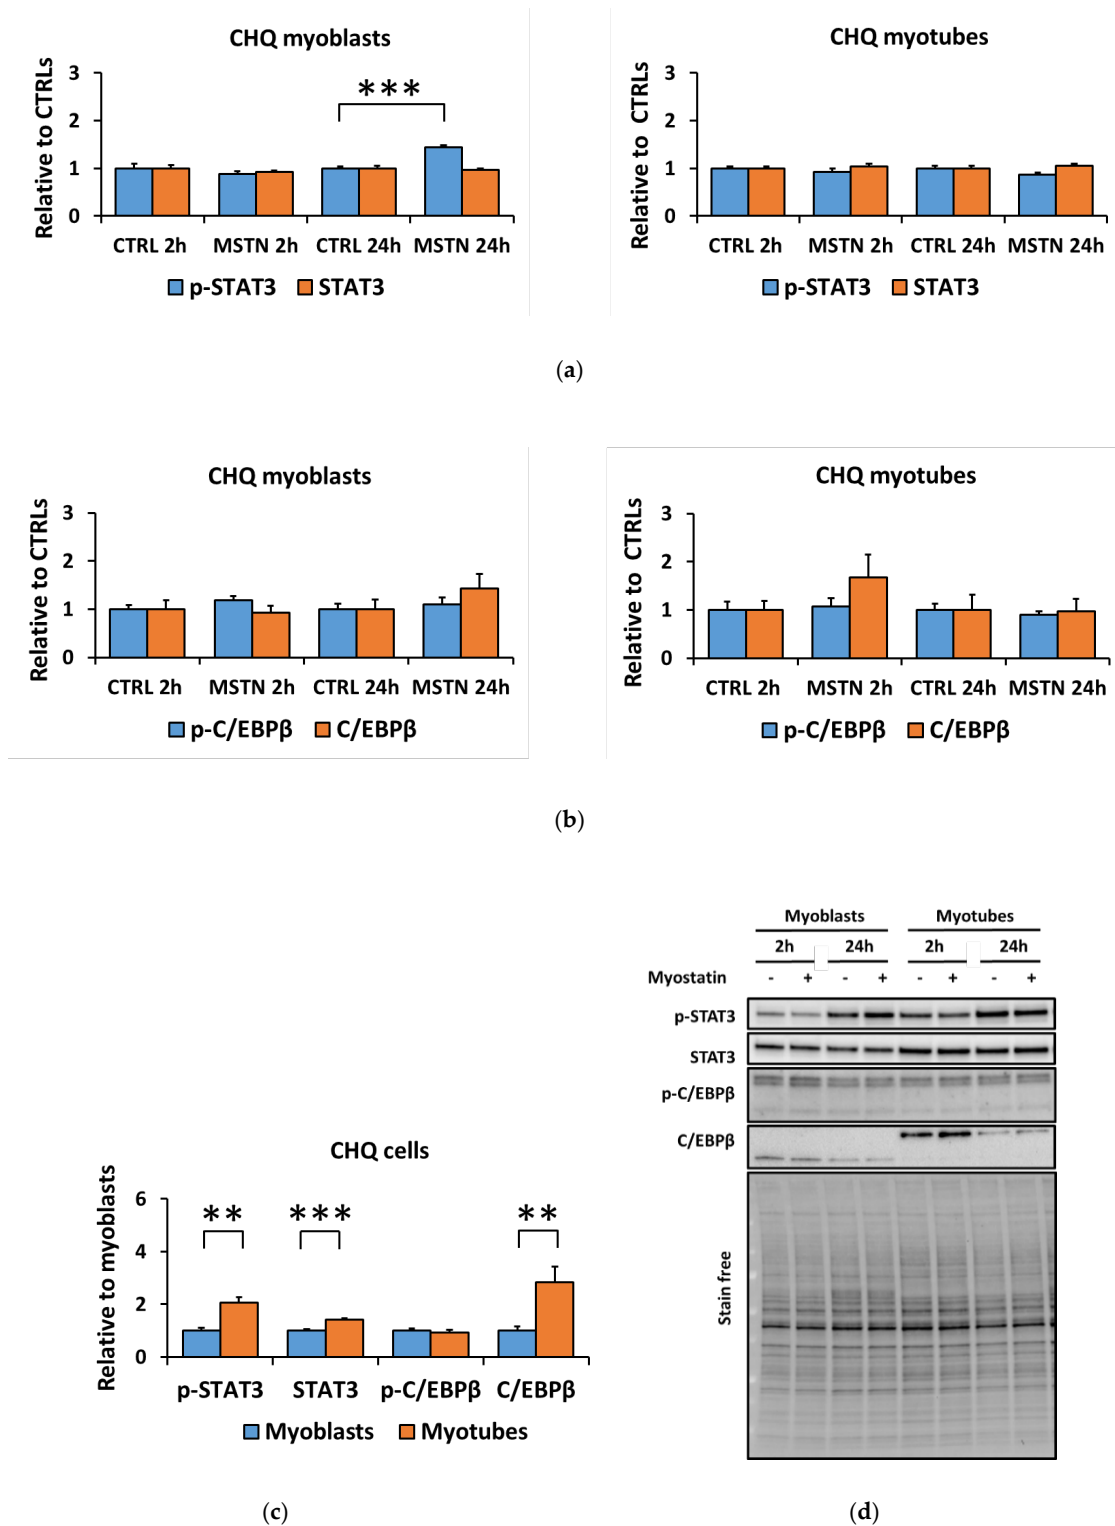 CHQ myoblasts
Relative to CTRLs
3
2
1
0
***
CTRL 2h MSTN 2h CTRL 24h MSTN 24h
p-STAT3 STAT3
CHQ myotubes
Relative to CTRLs
3
2
1
0
CTRL 2h MSTN 2h CTRL 24h MSTN 24h
p-STAT3 STAT3
(a)
CHQ myoblasts
Relative to CTRLs
3
2
1
0
CTRL 2h MSTN 2h CTRL 24h MSTN 24h
p-C/EBPβ C/EBPβ
CHQ myotubes
Relative to CTRLs
3
2
1
0
CTRL 2h MSTN 2h CTRL 24h MSTN 24h
p-C/EBPβ C/EBPβ
(b)
CHQ cells
Relative to myoblasts
6
4
2
0
** *** **
p-STAT3 STAT3 p-C/EBPβ C/EBPβ
Myoblasts Myotubes
(c)
Myoblasts Myotubes
2h 24h 2h 24h
Myostatin - + - + - + - +
p-STAT3
STAT3
p-C/EBPβ
C/EBPβ
Stain free
(d)